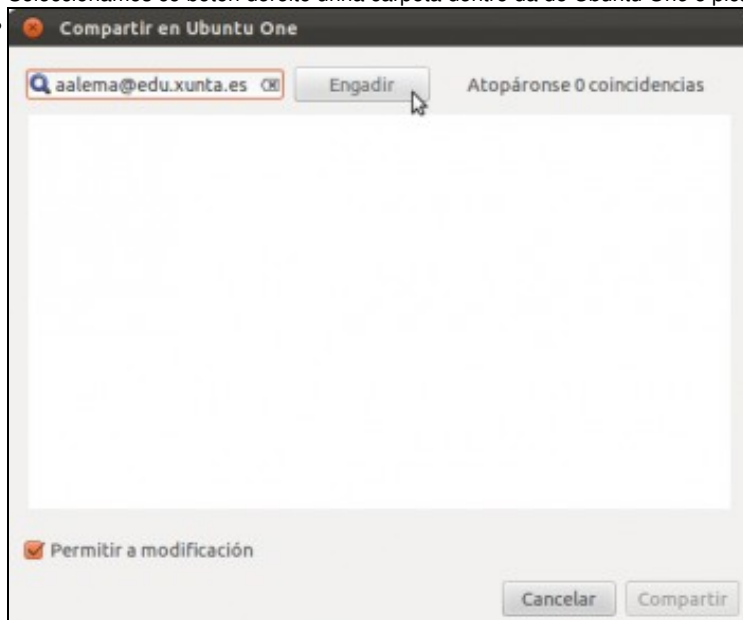 Compartir en Ubuntu One
aalema@edu.xunta.es Engadir Atopáronse 0 coincidencias
Permitir a modificación
Cancelar Compartir